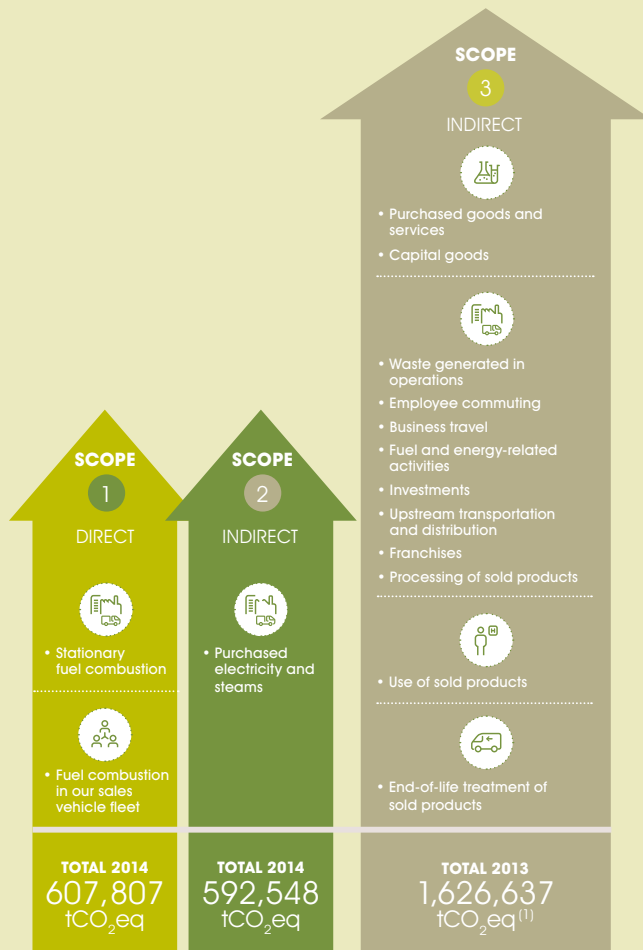 SCOPE
1
DIRECT
• Stationary
fuel combustion
• Fuel combustion
in our sales
vehicle fleet
TOTAL 2014
607,807
tCO2eq
SCOPE
2
INDIRECT
• Purchased
electricity and
steams
TOTAL 2014
592,548
tCO2eq
SCOPE
3
INDIRECT
• Purchased goods and
services
• Capital goods
• Waste generated in
operations
• Employee commuting
• Business travel
• Fuel and energy-related
activities
• Investments
• Upstream transportation
and distribution
• Franchises
• Processing of sold products
H
• Use of sold products
• End-of-life treatment of
sold products
TOTAL 2013
1,626,637
tCO2eq(1)